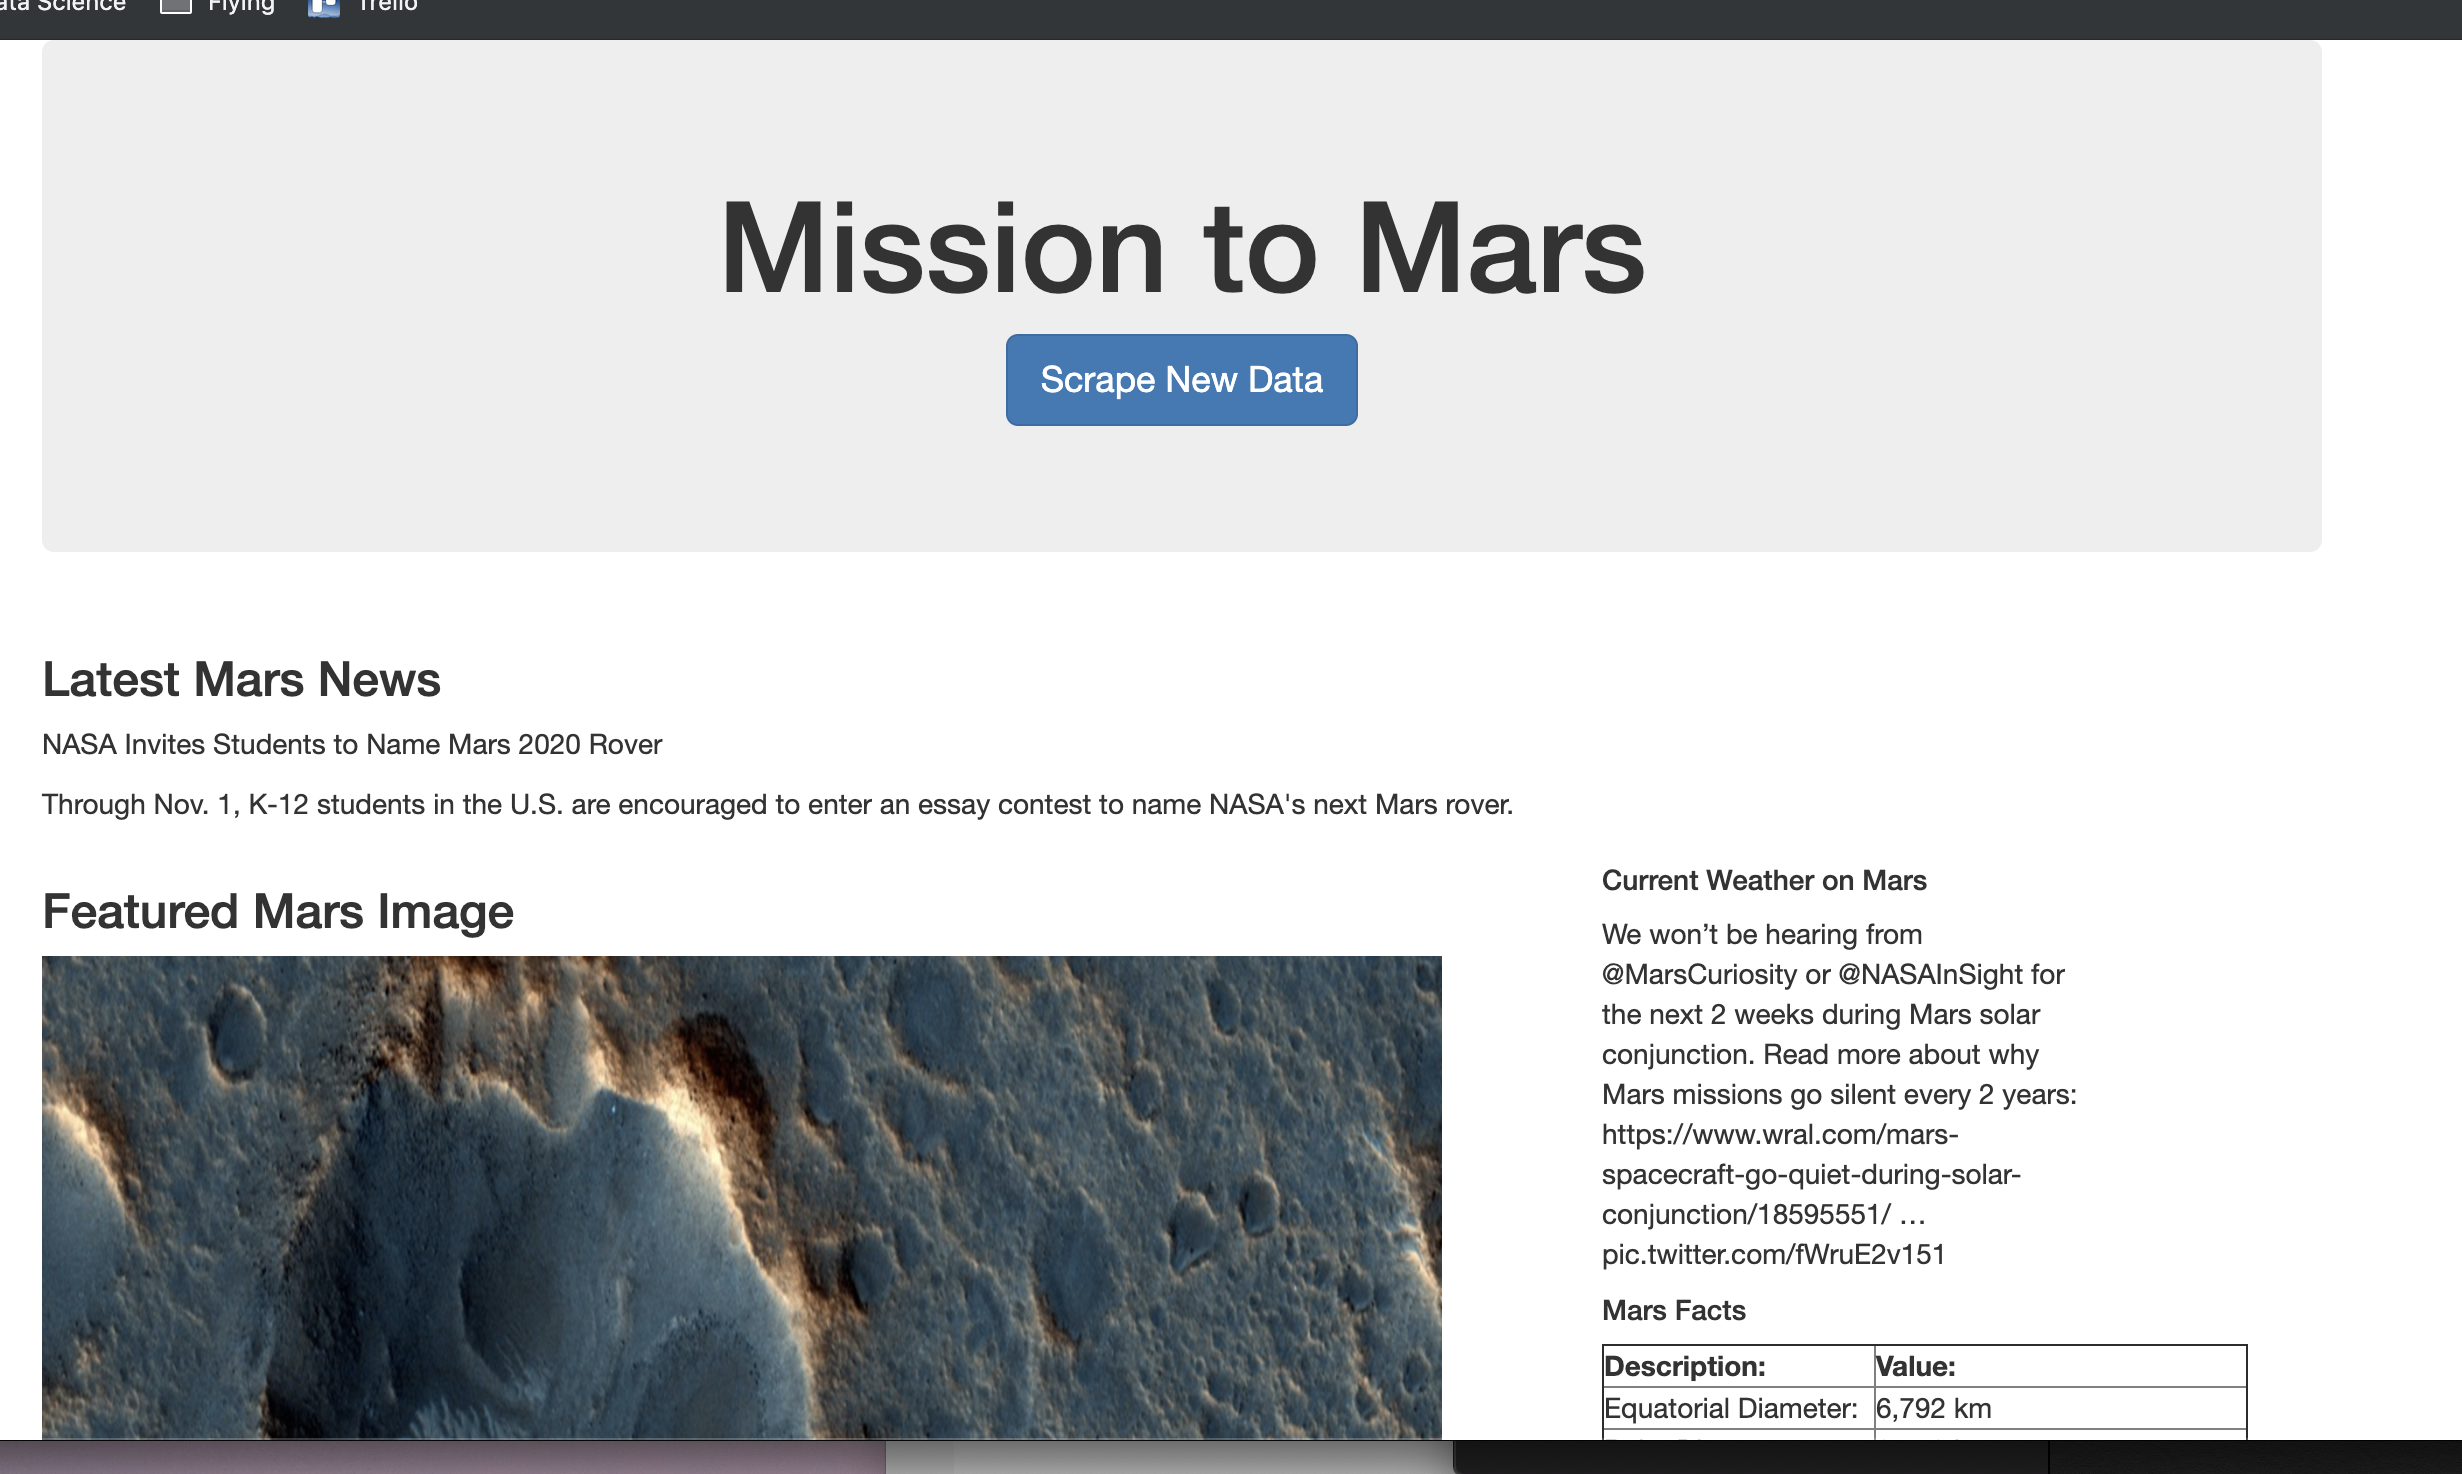 ata Science Flying Trello
Mission to Mars
Scrape New Data
Latest Mars News
NASA Invites Students to Name Mars 2020 Rover
Through Nov. 1, K-12 students in the U.S. are encouraged to enter an essay contest to name NASA's next Mars rover.
Featured Mars Image
Current Weather on Mars
We won’t be hearing from
@MarsCuriosity or @NASAInSight for
the next 2 weeks during Mars solar
conjunction. Read more about why
Mars missions go silent every 2 years:
https://www.wral.com/mars-
spacecraft-go-quiet-during-solar-
conjunction/18595551/ …
pic.twitter.com/fWruE2v151
Mars Facts
Description: Value:
Equatorial Diameter: 6,792 km